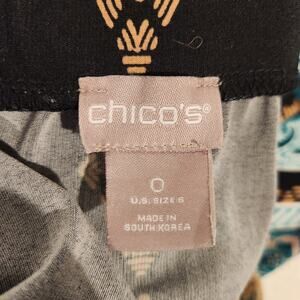 chico's®
0
U.S. SIZE 6
MADE IN
SOUTH KOREA